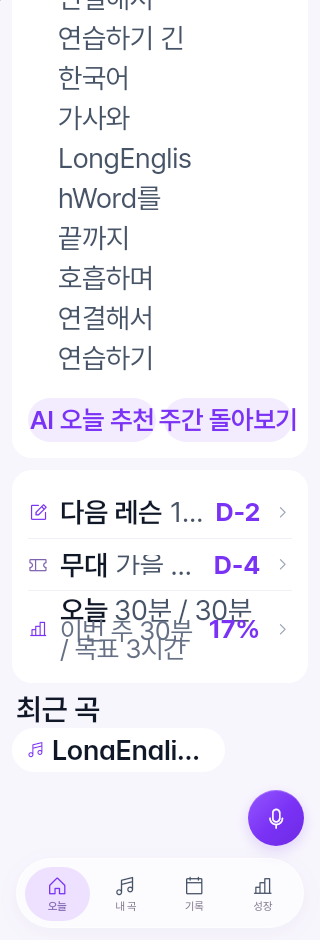 연결해서
연습하기 긴
한국어
가사와
LongEnglis
hWord를
끝까지
호흡하며
연결해서
연습하기
AI 오늘 추천 주간 돌아보기
다음 레슨 1... D-2
무대 가을 ... D-4
오늘 30분 / 30분
이번 주 30분 17%
/ 목표 3시간
최근 곡
LongEngli...
오늘 내 곡 기록 성장